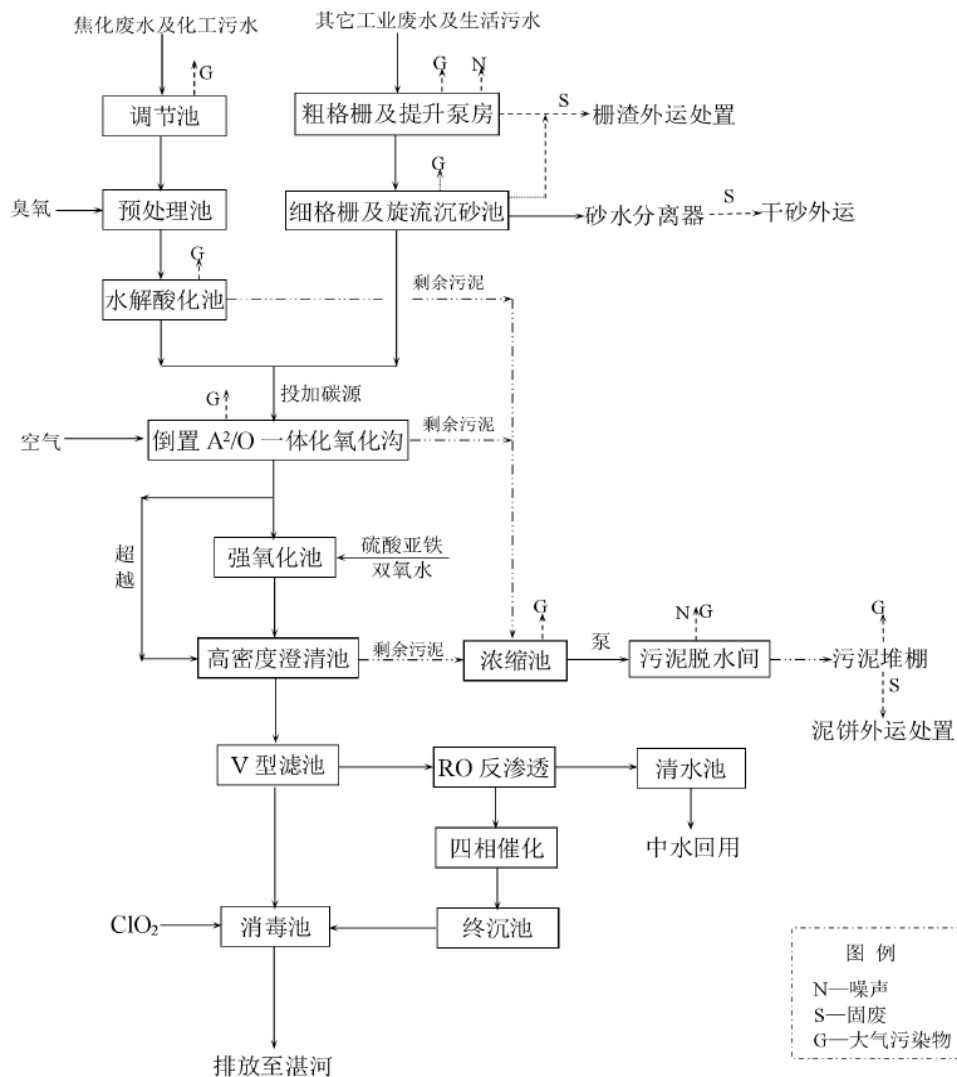 焦化废水及化工污水
其它工业废水及生活污水
G
G
N
调节池
粗格栅及提升泵房
S
栅渣外运处置
G
臭氧
预处理池
细格栅及旋流沉砂池
砂水分离器
S
干砂外运
G
水解酸化池
剩余污泥
投加碳源
G
空气
倒置 A²/O 一体化氧化沟
剩余污泥
超越
强氧化池
硫酸亚铁
双氧水
G
N
G
G
高密度澄清池
剩余污泥
浓缩池
泵
污泥脱水间
污泥堆棚
S
泥饼外运处置
V 型滤池
RO 反渗透
清水池
四相催化
中水回用
ClO₂
消毒池
终沉池
排放至湛河
图 例
N—噪声
S—固废
G—大气污染物